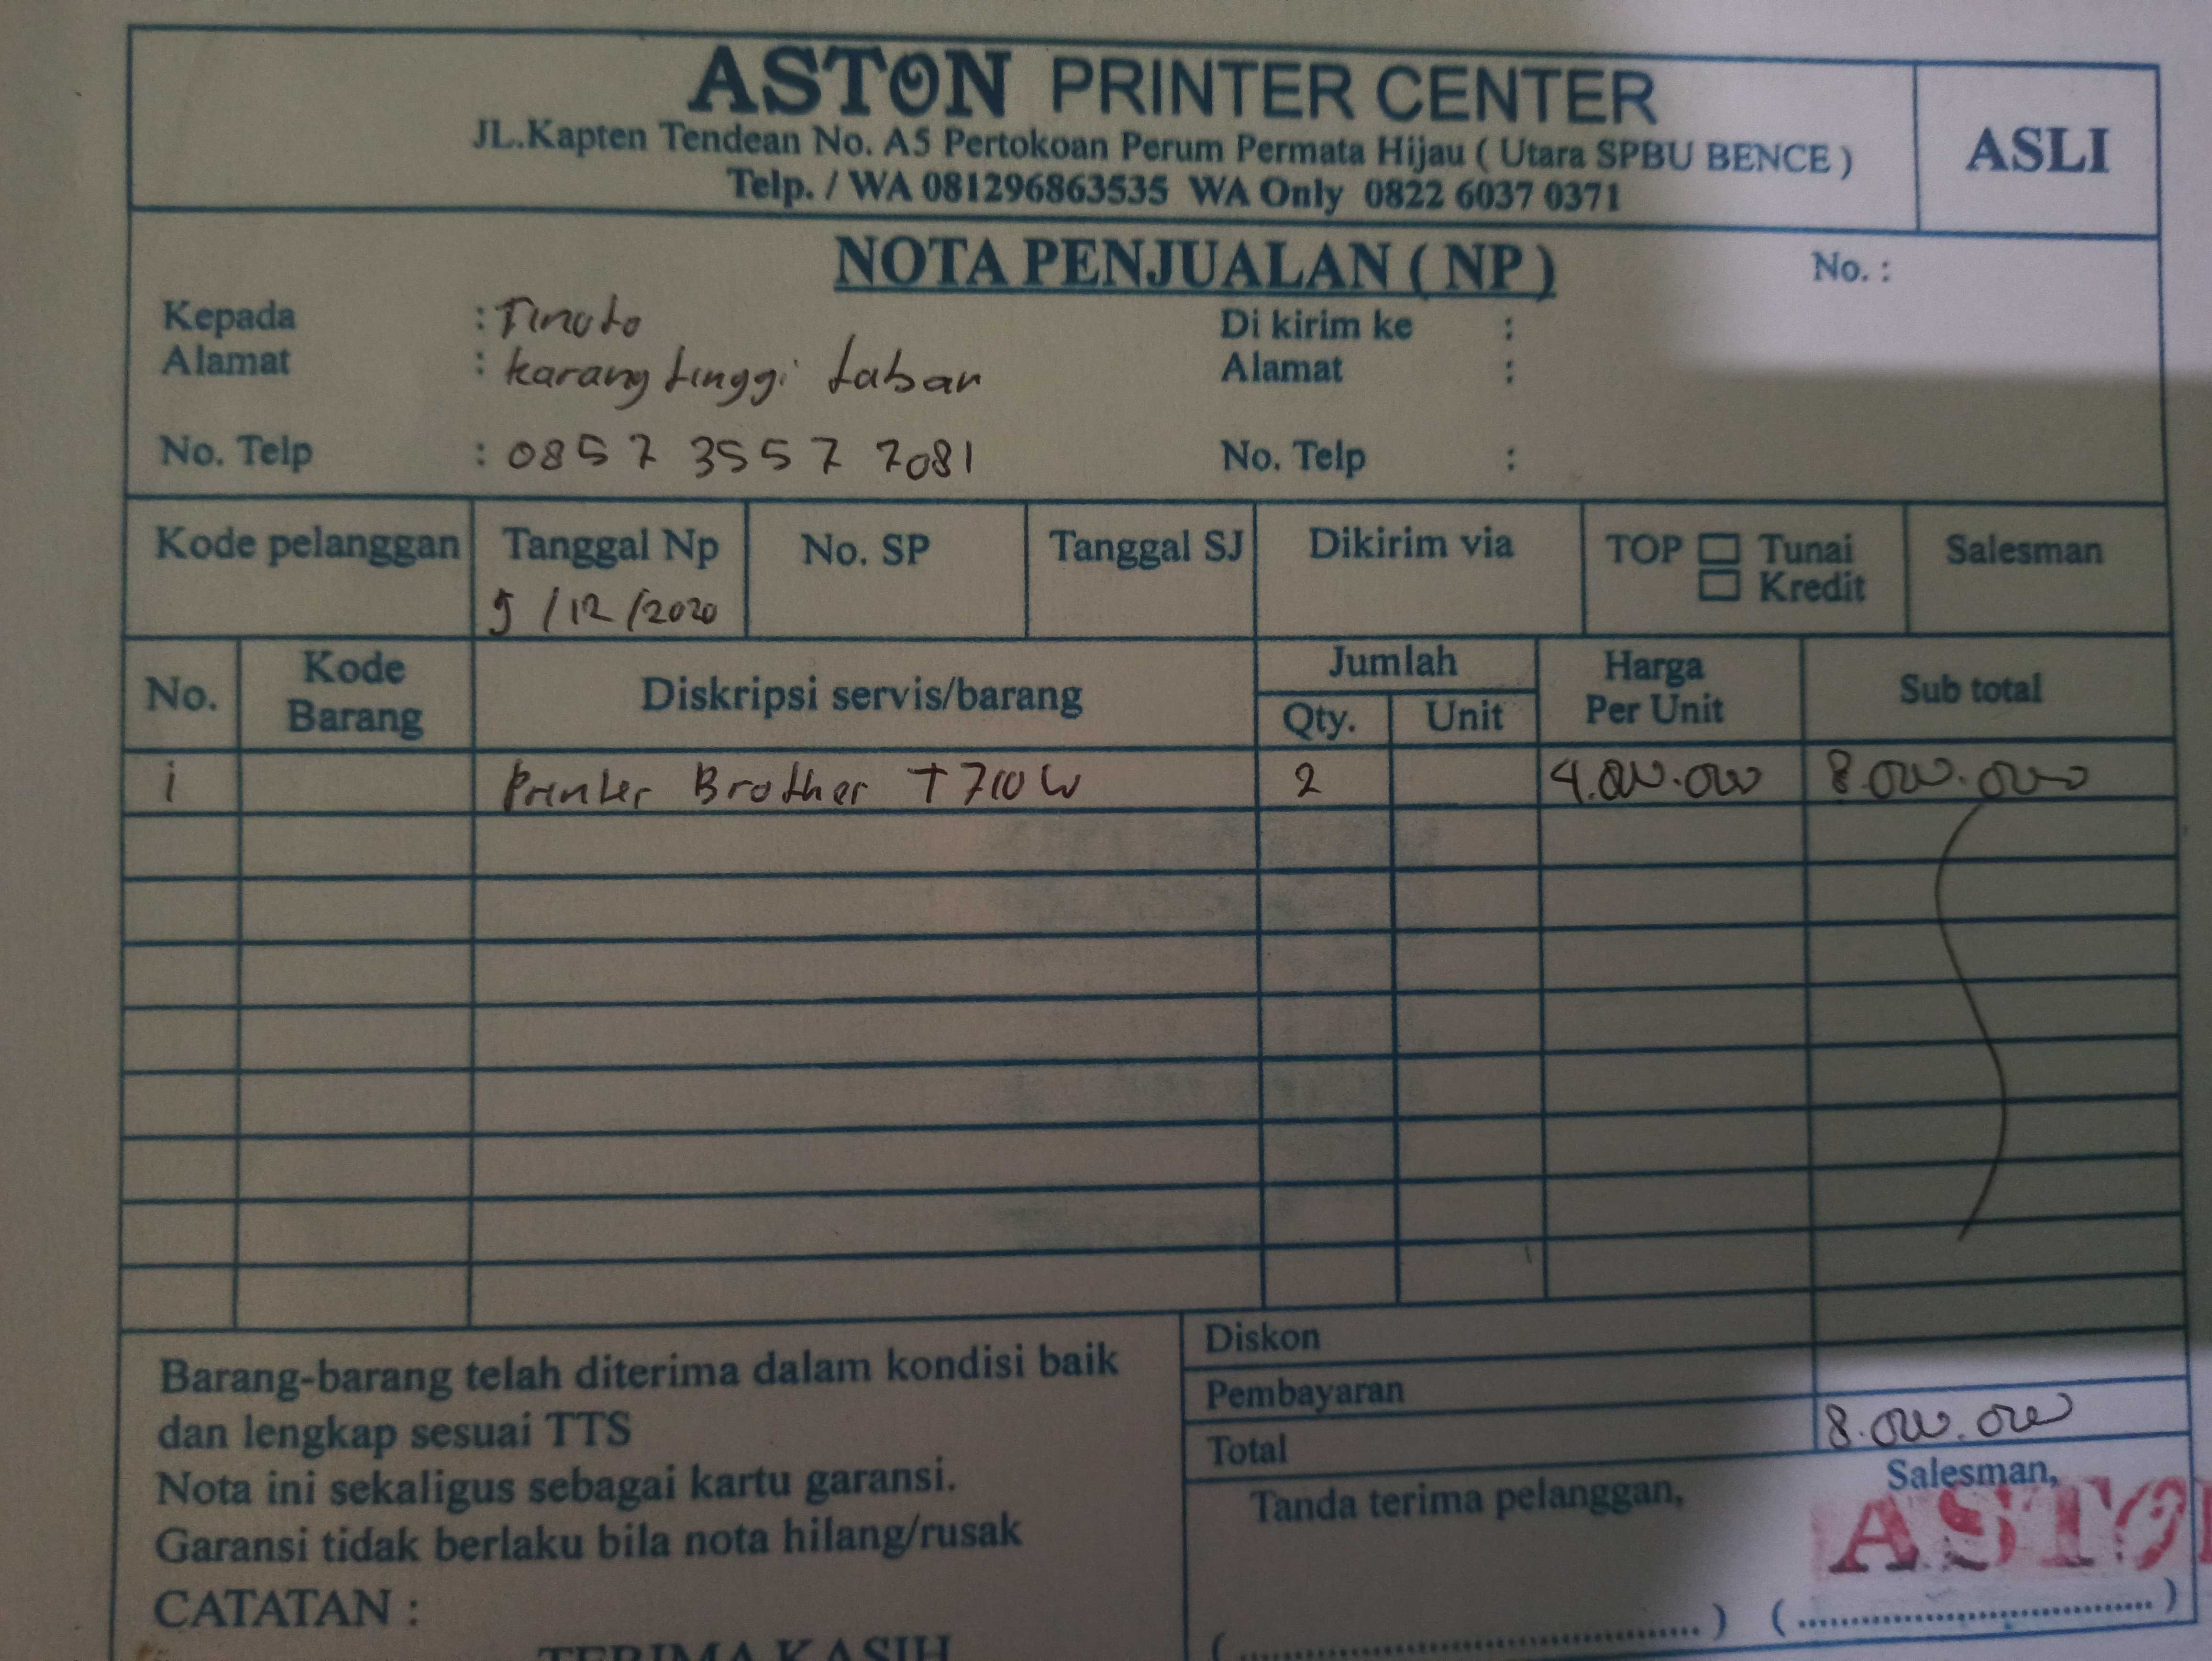 ASTON PRINTER CENTER
JL.Kapten Tendean No. A5 Pertokoan Perum Permata Hijau ( Utara SPBU BENCE )
Telp. / WA 081296863535 WA Only 0822 6037 0371
ASLI
NOTA PENJUALAN ( NP )
No. :
Kepada : Tinoto
Alamat : karang tinggi taban
No. Telp : 0857 3557 7081
Di kirim ke :
Alamat :
No. Telp :
Kode pelanggan Tanggal Np No. SP Tanggal SJ Dikirim via TOP Tunai Kredit Salesman
5/12/2020
No. Kode Barang Diskripsi servis/barang Jumlah Qty. Unit Harga Per Unit Sub total
1 Printer Brother T710W 2 4.000.000 8.000.000
Diskon
Pembayaran
Total 8.000.000
Barang-barang telah diterima dalam kondisi baik
dan lengkap sesuai TTS
Nota ini sekaligus sebagai kartu garansi.
Garansi tidak berlaku bila nota hilang/rusak
CATATAN :
TERIMA KASIH
Tanda terima pelanggan,
Salesman,
ASTO